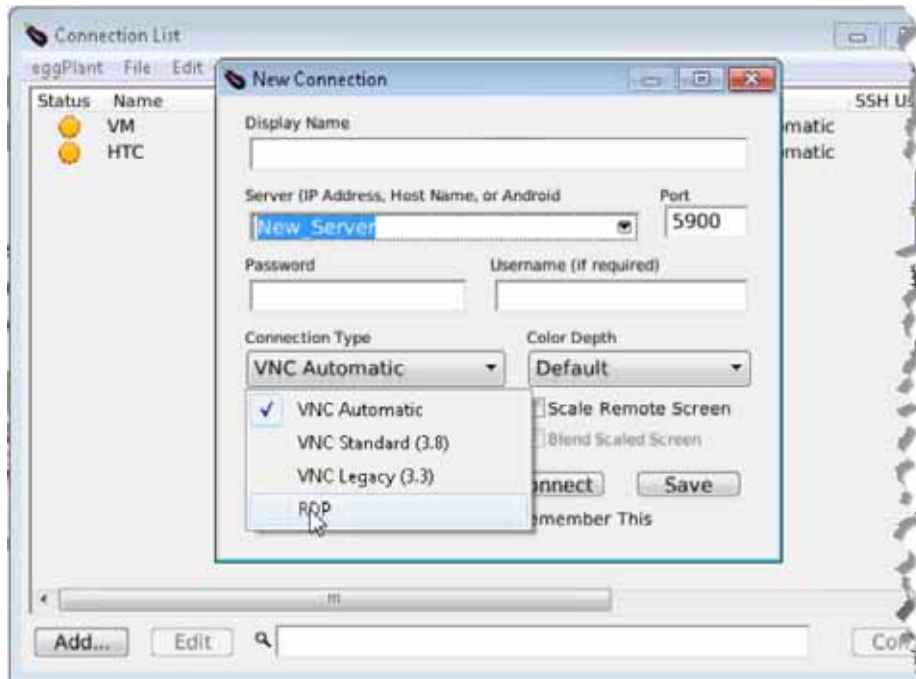 Connection List
eggPlant File Edit
Status Name SSH Us
VM matic
HTC matic
New Connection
Display Name
Server (IP Address, Host Name, or Android
Port
New_Server
5900
Password
Username (if required)
Connection Type
Color Depth
VNC Automatic
Default
VNC Automatic
Scale Remote Screen
VNC Standard (3.8)
Blend Scaled Screen
VNC Legacy (3.3)
onnect
Save
RDP
emember This
Add...
Edit
Con